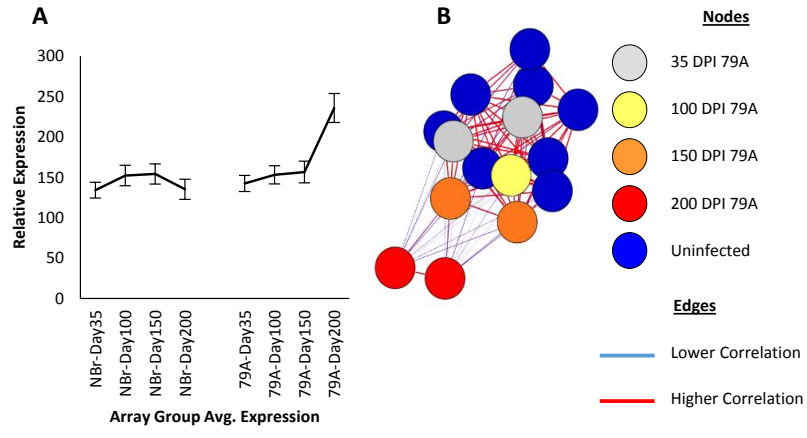 A
300
250
200
150
100
50
0
Relative Expression
NBr-Day35
NBr-Day100
NBr-Day150
NBr-Day200
79A-Day35
79A-Day100
79A-Day150
79A-Day200
Array Group Avg. Expression
B
Nodes
35 DPI 79A
100 DPI 79A
150 DPI 79A
200 DPI 79A
Uninfected
Edges
Lower Correlation
Higher Correlation